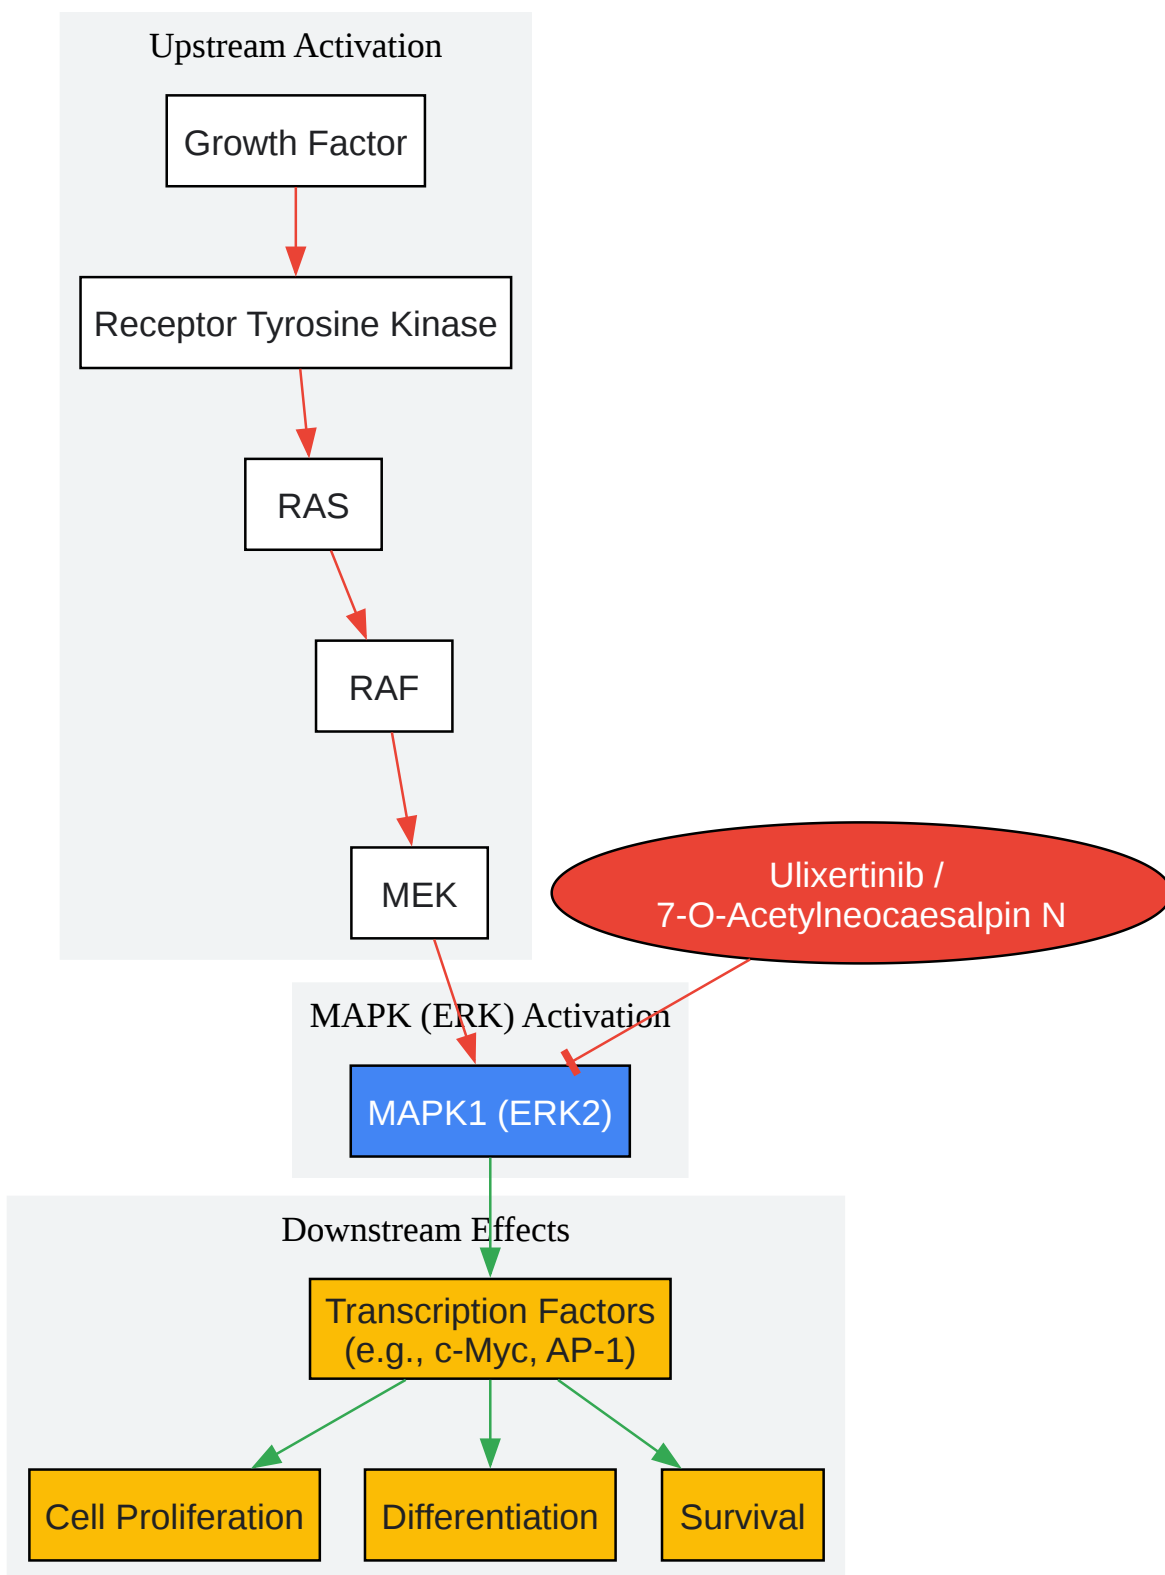 Upstream Activation
Growth Factor
Receptor Tyrosine Kinase
RAS
RAF
MEK
Ulixertinib /
7-O-Acetylneocaesalpin N
MAPK (ERK) Activation
MAPK1 (ERK2)
Downstream Effects
Transcription Factors
(e.g., c-Myc, AP-1)
Cell Proliferation
Differentiation
Survival